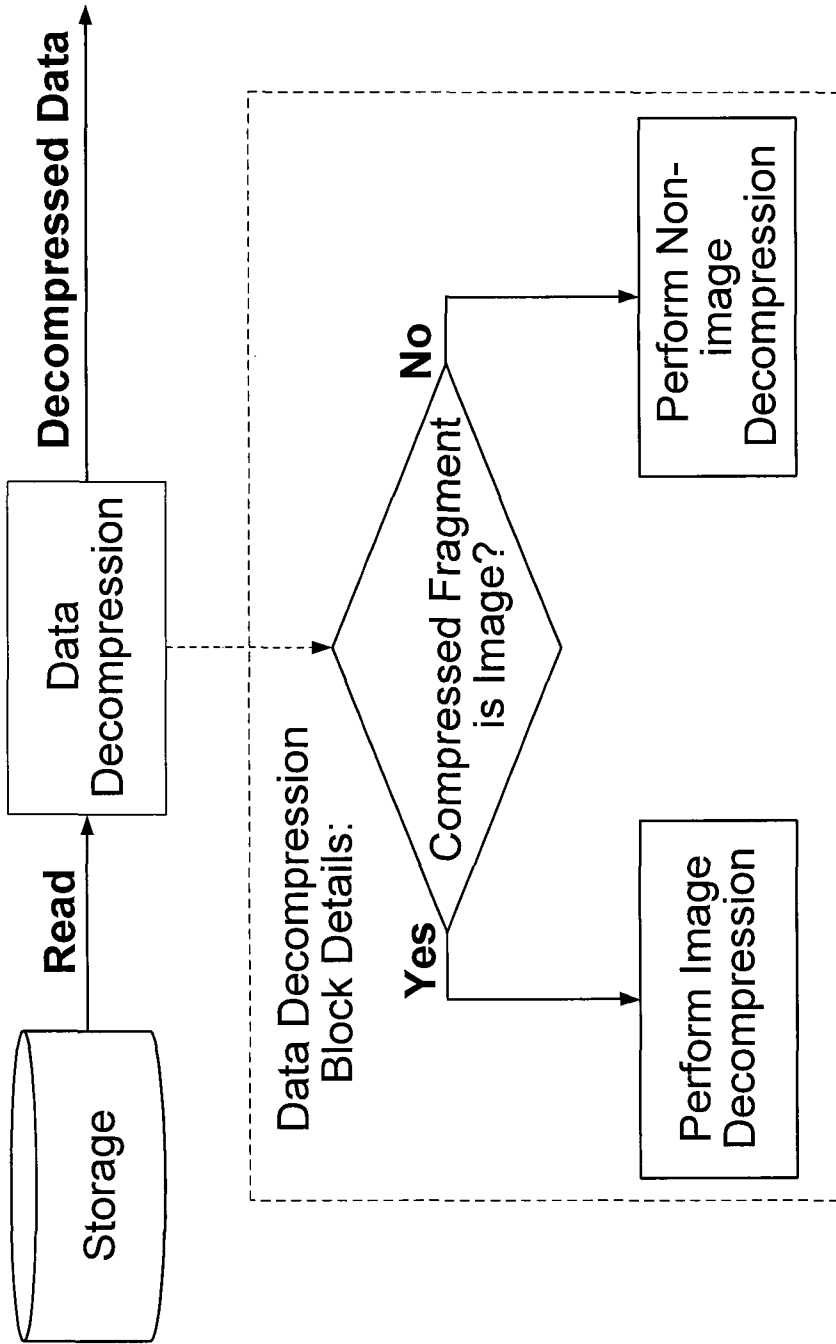 Storage
Read
Data
Decompression
Decompressed Data
Data Decompression
Block Details:
Compressed Fragment
is Image?
Yes
No
Perform Image
Decompression
Perform Non-
image
Decompression